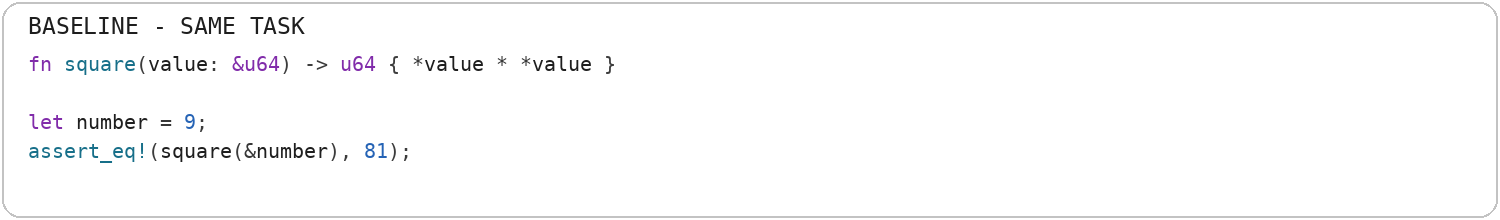 BASELINE - SAME TASK
fn square(value: &u64) -> u64 { *value * *value }
let number = 9;
assert_eq!(square(&number), 81);